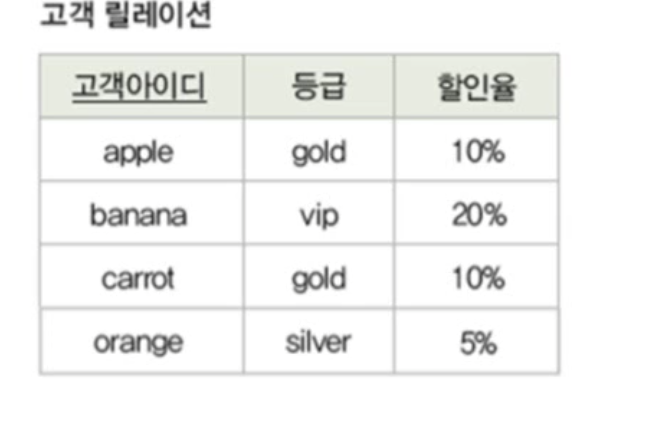 고객 릴레이션
고객아이디 등급 할인율
apple gold 10%
banana vip 20%
carrot gold 10%
orange silver 5%